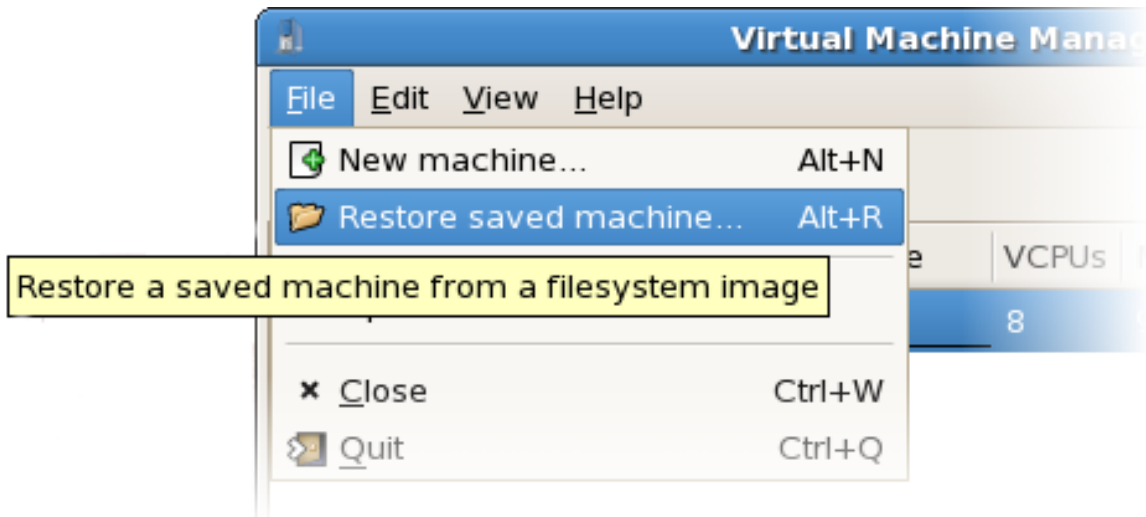 Virtual Machine Mana
File Edit View Help
New machine... Alt+N
Restore saved machine... Alt+R
VCPUs
Restore a saved machine from a filesystem image
8
Close Ctrl+W
Quit Ctrl+Q